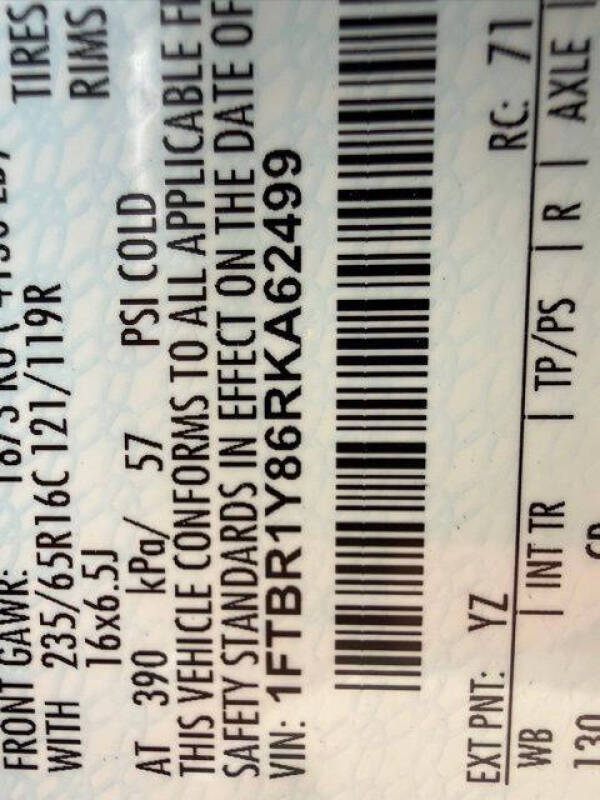 FRONT GAWR: 1875 KG (
WITH 235/65R16C 121/119R TIRES
16x6.5J RIMS
AT 390 kPa/ 57 PSI COLD
THIS VEHICLE CONFORMS TO ALL APPLICABLE
SAFETY STANDARDS IN EFFECT ON THE DATE OF
VIN: 1FTBR1Y86RKA62499
EXT PNT: YZ RC: 71
WB | INT TR | TP/PS | R | AXLE |
130